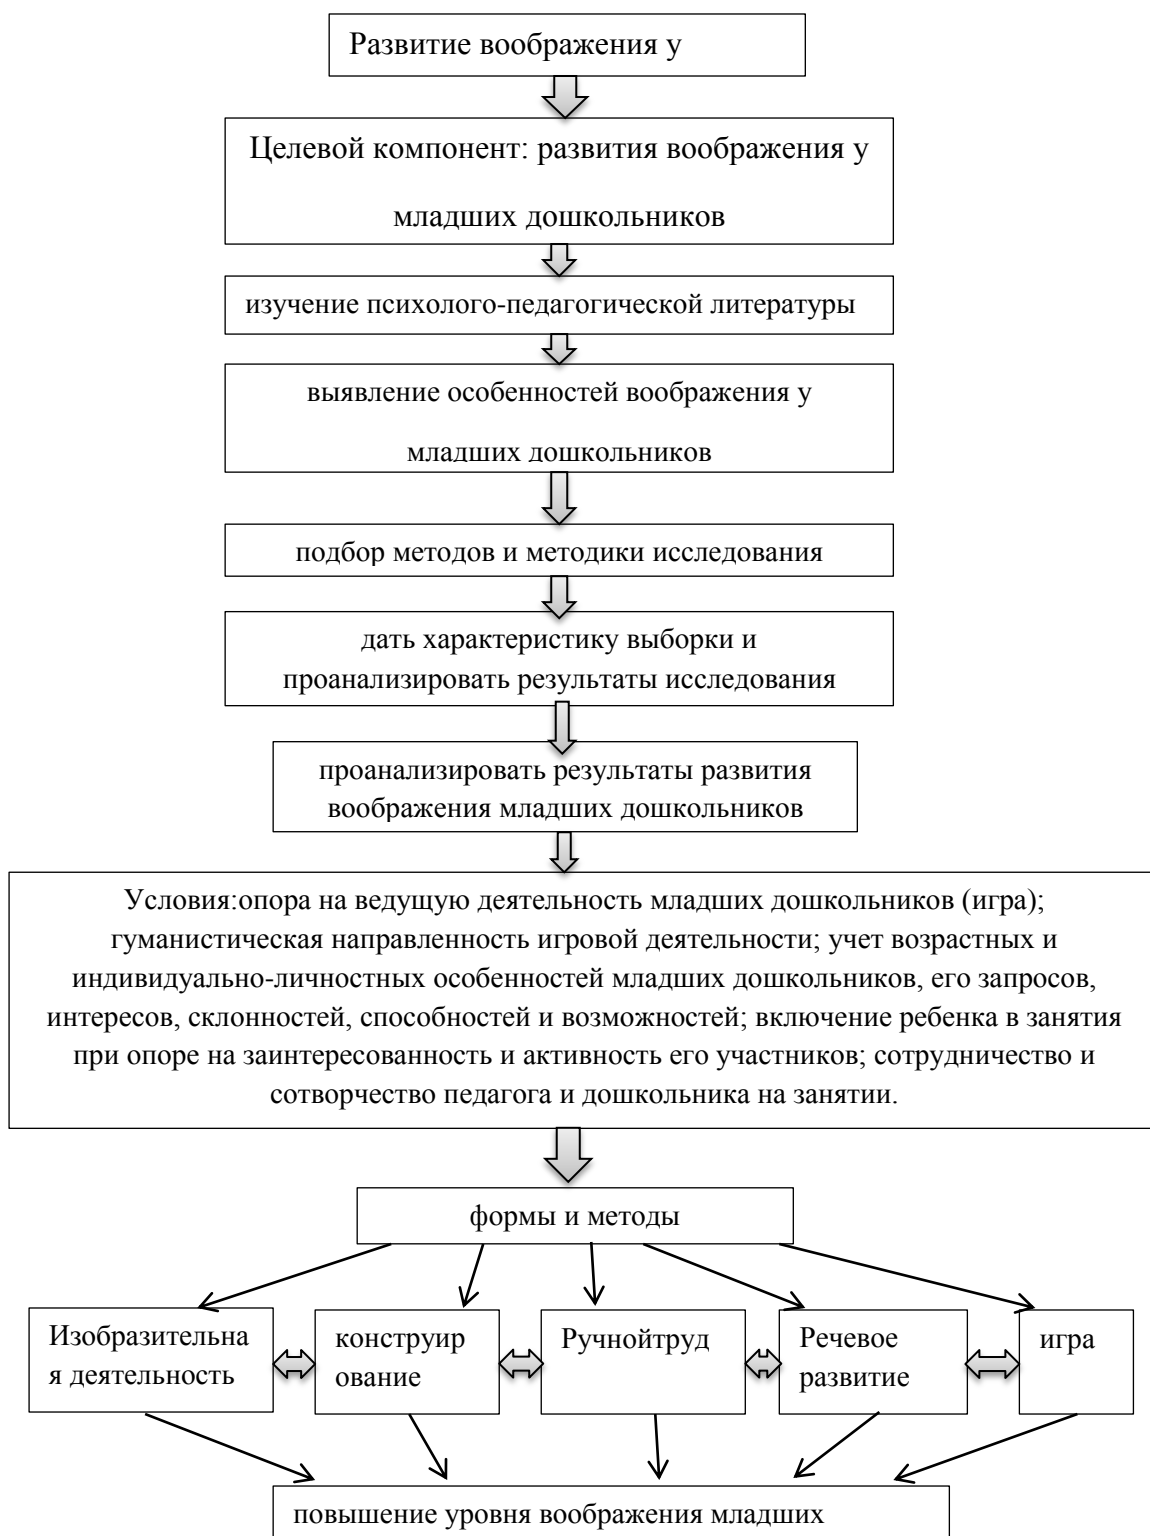 Развитие воображения у
Целевой компонент: развития воображения у
младших дошкольников
изучение психолого-педагогической литературы
выявление особенностей воображения у
младших дошкольников
подбор методов и методики исследования
дать характеристику выборки и
проанализировать результаты исследования
проанализировать результаты развития
воображения младших дошкольников
Условия:опора на ведущую деятельность младших дошкольников (игра);
гуманистическая направленность игровой деятельности; учет возрастных и
индивидуально-личностных особенностей младших дошкольников, его запросов,
интересов, склонностей, способностей и возможностей; включение ребенка в занятия
при опоре на заинтересованность и активность его участников; сотрудничество и
сотворчество педагога и дошкольника на занятии.
формы и методы
Изобразительна
я деятельность
конструир
ование
Ручнойтруд
Речевое
развитие
игра
повышение уровня воображения младших